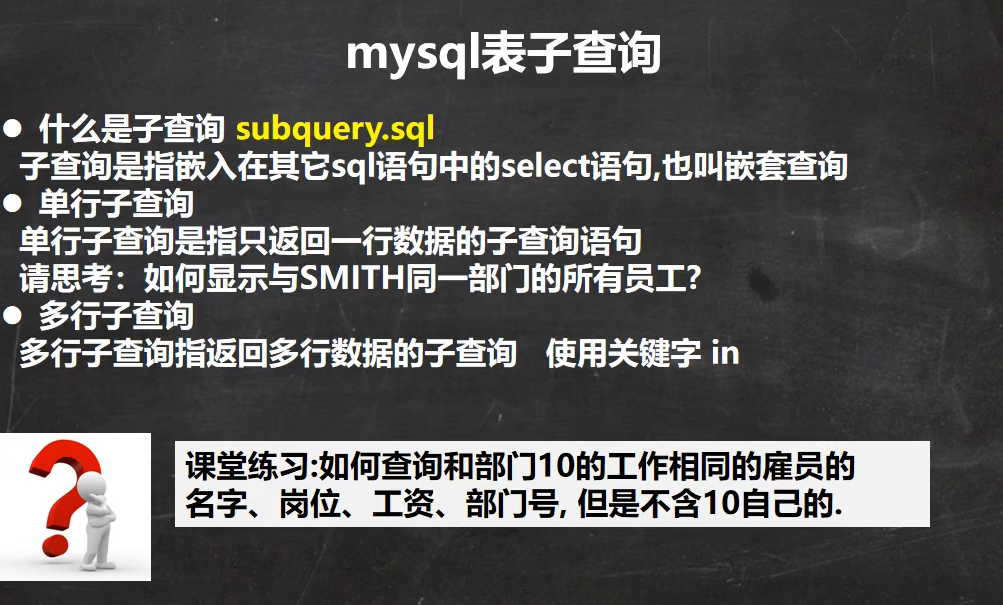 mysql表子查询
● 什么是子查询 subquery.sql
子查询是指嵌入在其它sql语句中的select语句,也叫嵌套查询
● 单行子查询
单行子查询是指只返回一行数据的子查询语句
请思考：如何显示与SMITH同一部门的所有员工?
● 多行子查询
多行子查询指返回多行数据的子查询 使用关键字 in
课堂练习:如何查询和部门10的工作相同的雇员的
名字、岗位、工资、部门号, 但是不含10自己的.